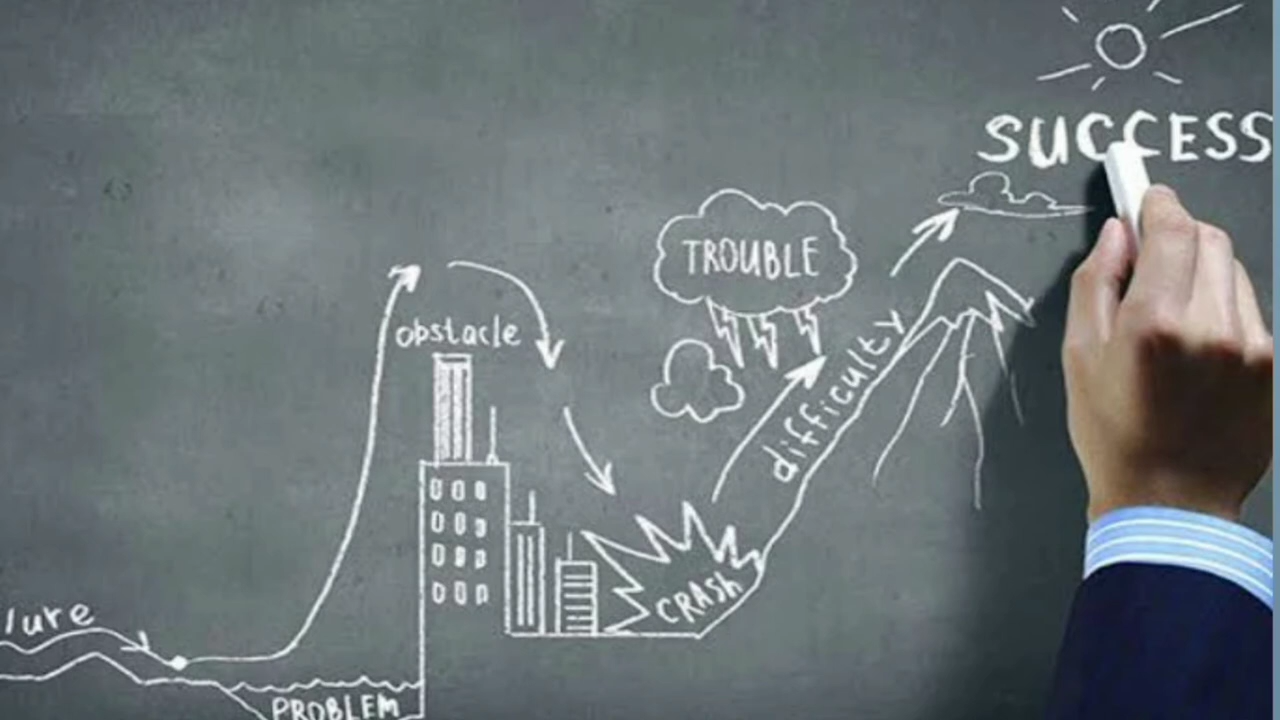 SUCCESS
TROUBLE
obstacle
difficulty
CRASH
lure
PROBLEM